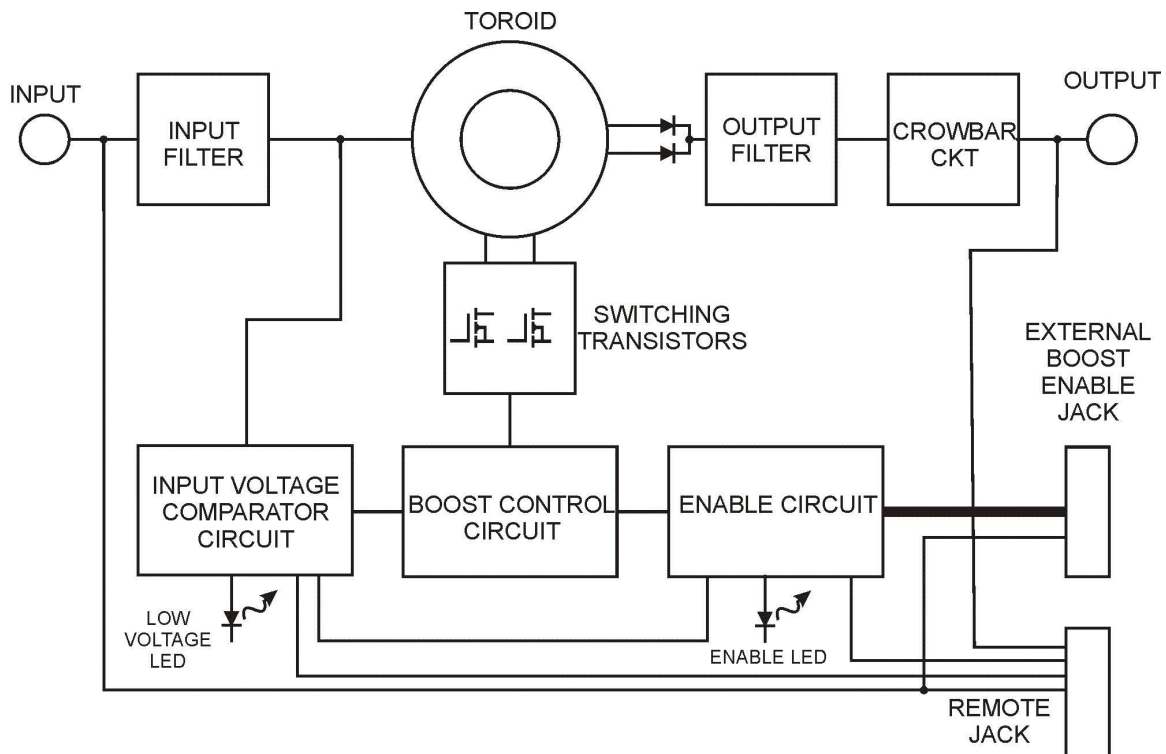 TOROID
INPUT
INPUT
FILTER
OUTPUT
FILTER
CROWBAR
CKT
OUTPUT
SWITCHING
TRANSISTORS
EXTERNAL
BOOST
ENABLE
JACK
INPUT VOLTAGE
COMPARATOR
CIRCUIT
BOOST CONTROL
CIRCUIT
ENABLE CIRCUIT
LOW
VOLTAGE
LED
ENABLE LED
REMOTE
JACK